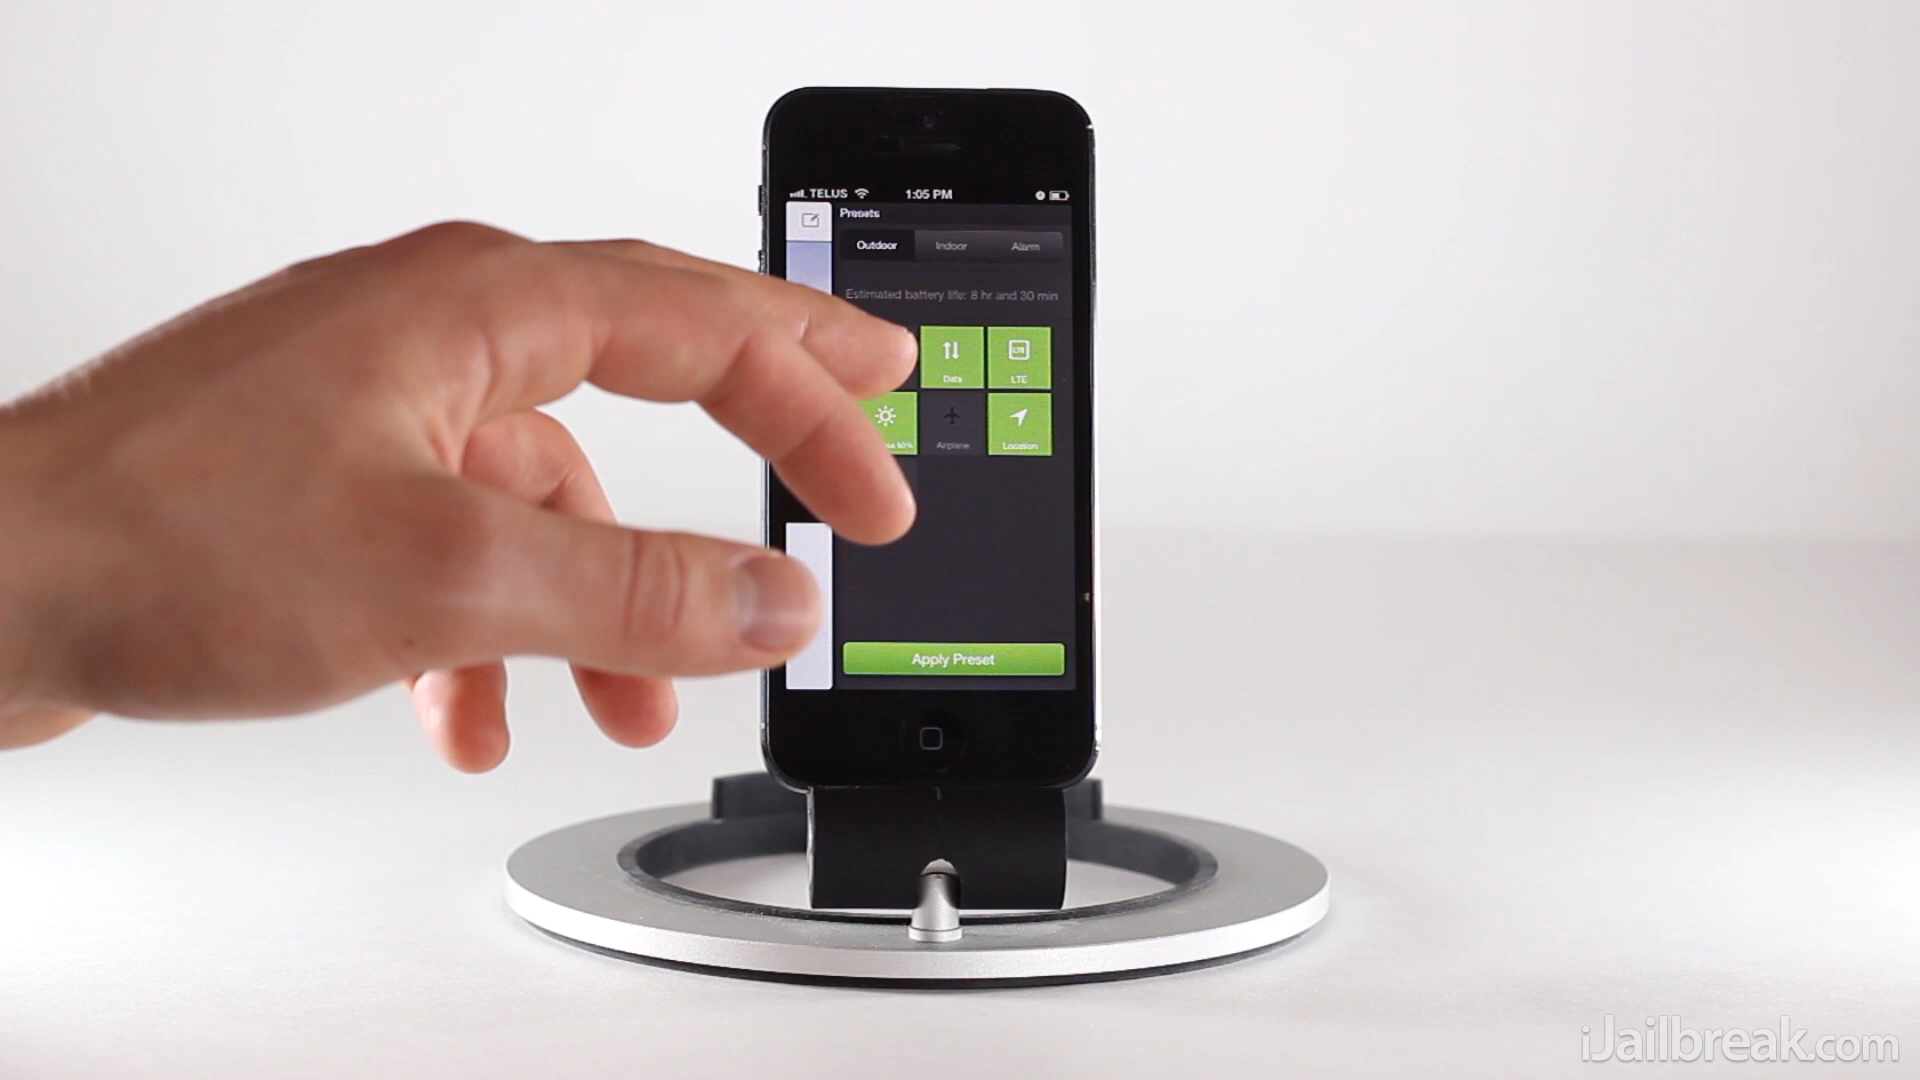 TELUS 1:05 PM
Presets
Outdoor Indoor Alarm
Estimated battery life: 8 hr and 30 min
Data LTE
50% Airplane Location
Apply Preset
iJailbreak.com